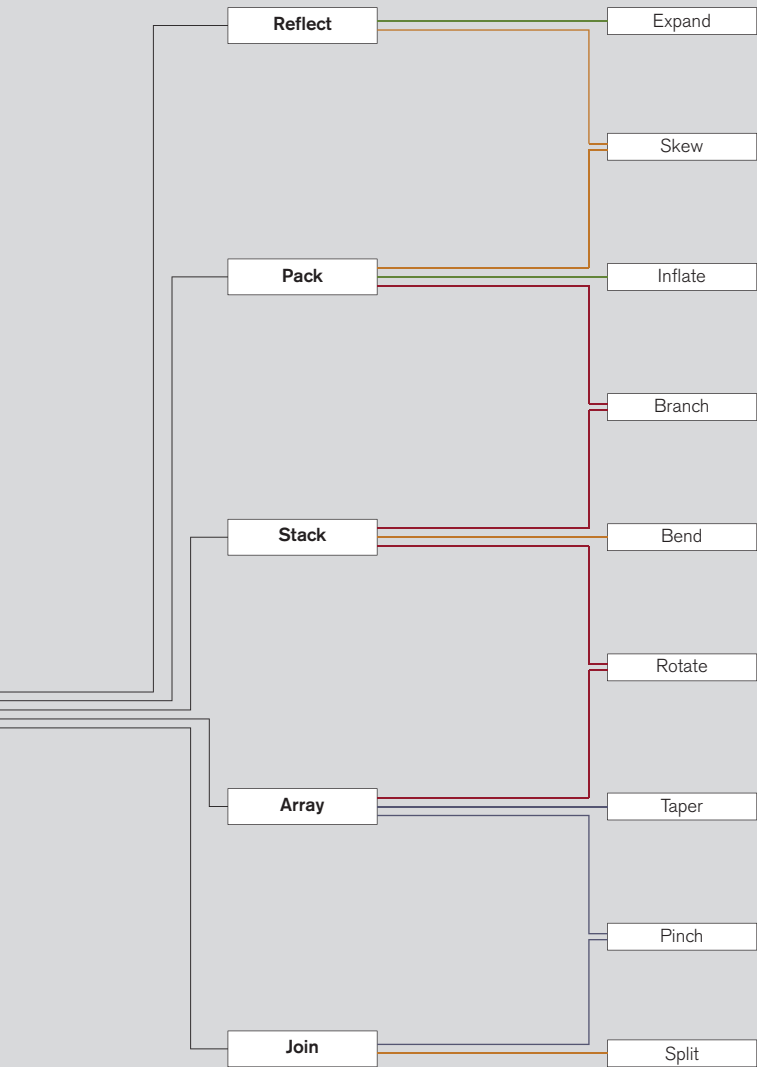 Reflect
Expand
Skew
Pack
Inflate
Branch
Stack
Bend
Rotate
Array
Taper
Pinch
Join
Split